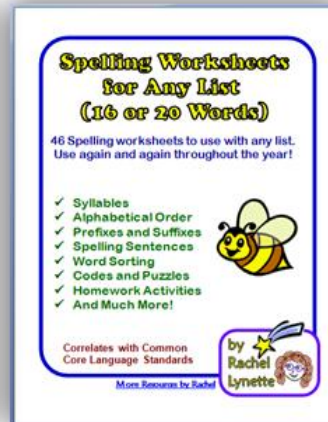 Spelling Worksheets
for Any List
(16 or 20 Words)
46 Spelling worksheets to use with any list.
Use again and again throughout the year!
✓ Syllables
✓ Alphabetical Order
✓ Prefixes and Suffixes
✓ Spelling Sentences
✓ Word Sorting
✓ Codes and Puzzles
✓ Homework Activities
✓ And Much More!
Correlates with Common
Core Language Standards
by
Rachel
Lynette
More Resources by Rachel